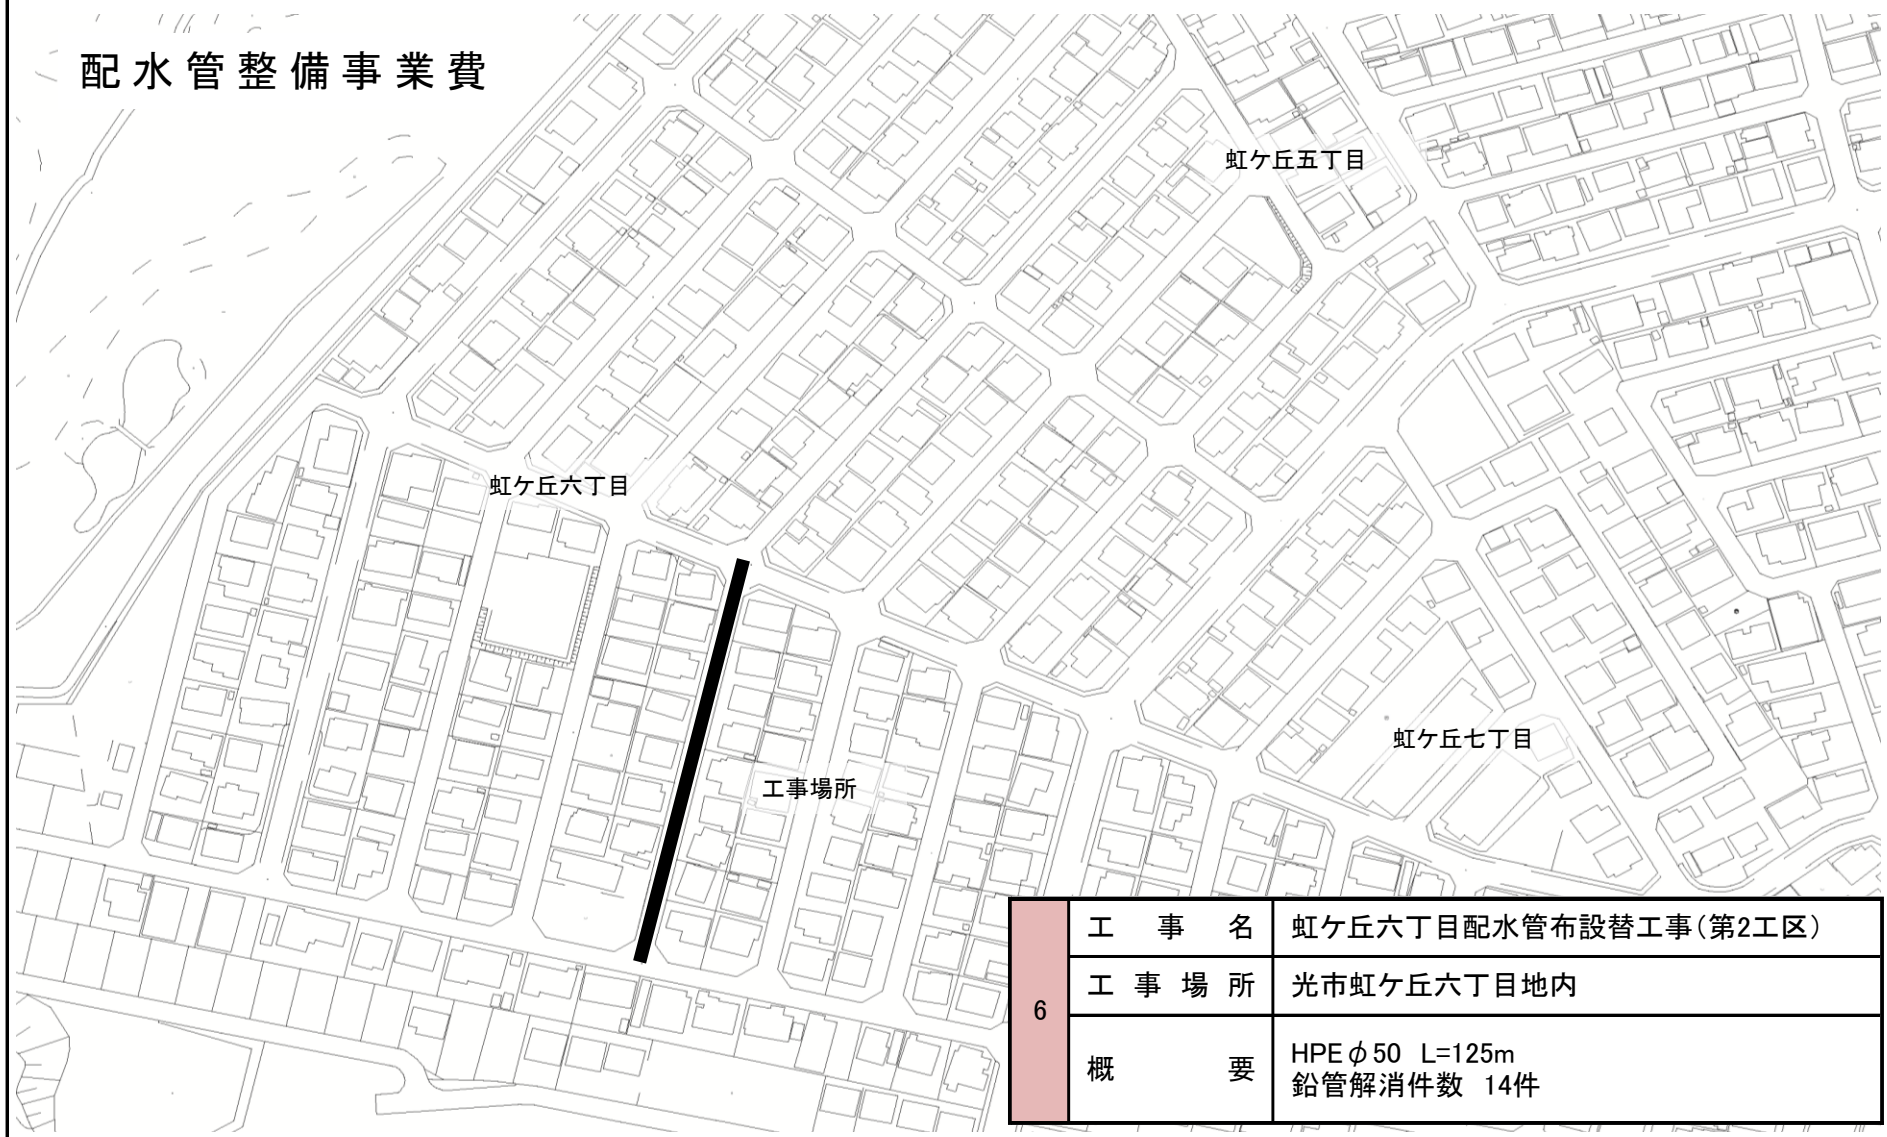 配水管整備事業費
虹ケ丘五丁目
虹ケ丘六丁目
虹ケ丘七丁目
工事場所
6
工事名 虹ケ丘六丁目配水管布設替工事(第2工区)
工事場所 光市虹ケ丘六丁目地内
概要 HPEφ50 L=125m
鉛管解消件数 14件